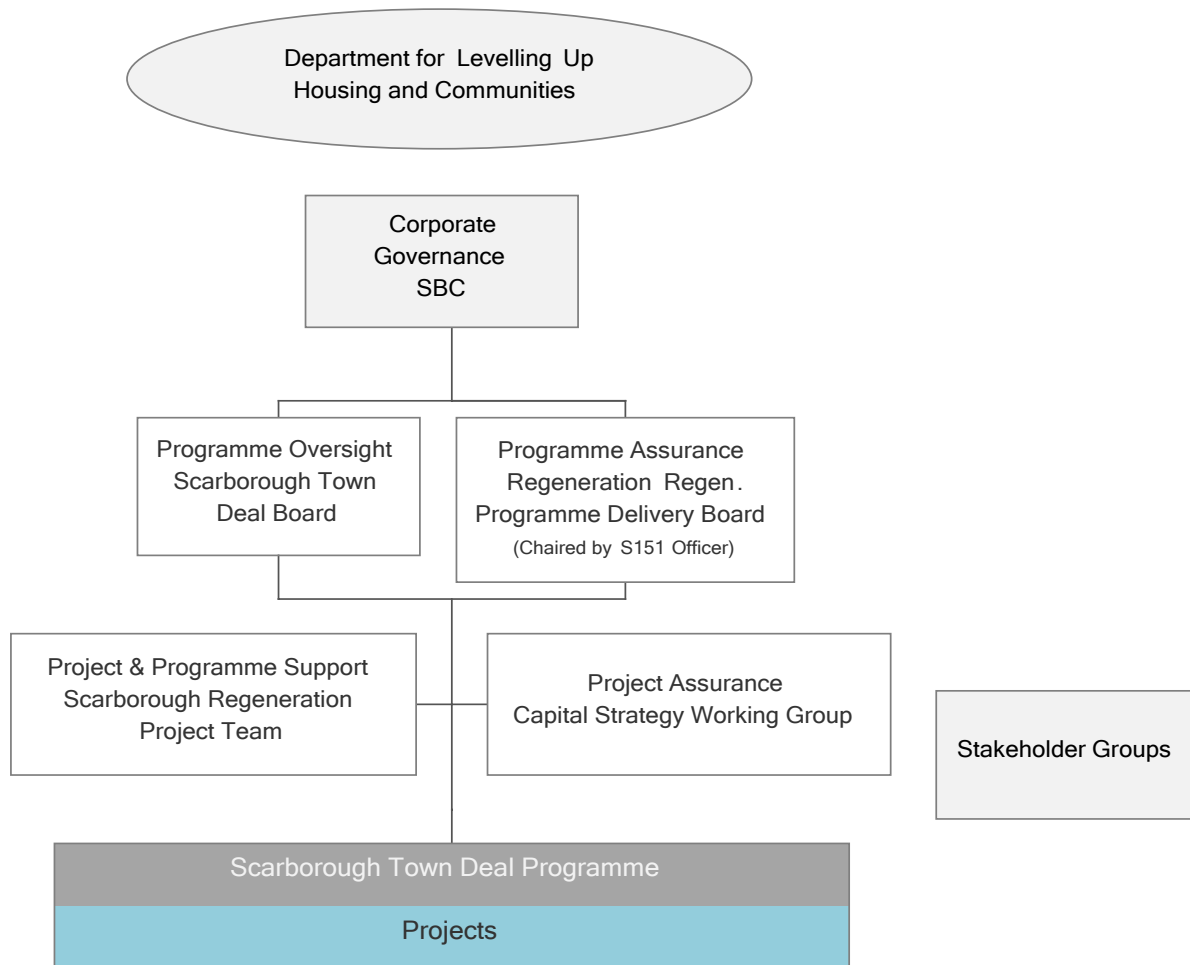 Department for Levelling Up
Housing and Communities
Corporate
Governance
SBC
Programme Oversight
Scarborough Town
Deal Board
Programme Assurance
Regeneration Regen.
Programme Delivery Board
(Chaired by S151 Officer)
Project & Programme Support
Scarborough Regeneration
Project Team
Project Assurance
Capital Strategy Working Group
Stakeholder Groups
Scarborough Town Deal Programme
Projects